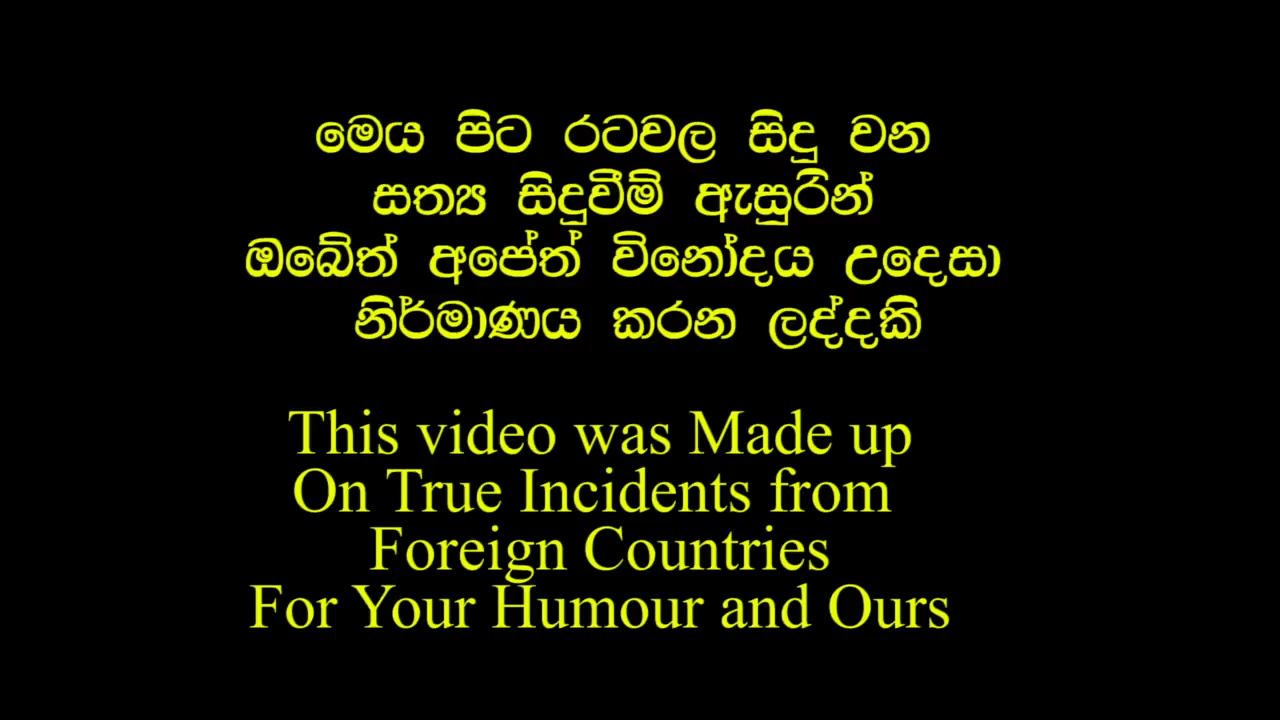 මෙය පිට රටවල සිදු වන
සත්‍ය සිදුවීම් ඇසුරින්
ඔබේත් අපේත් විනෝදය උදෙසා
නිර්මාණය කරන ලද්දකි
This video was Made up
On True Incidents from
Foreign Countries
For Your Humour and Ours